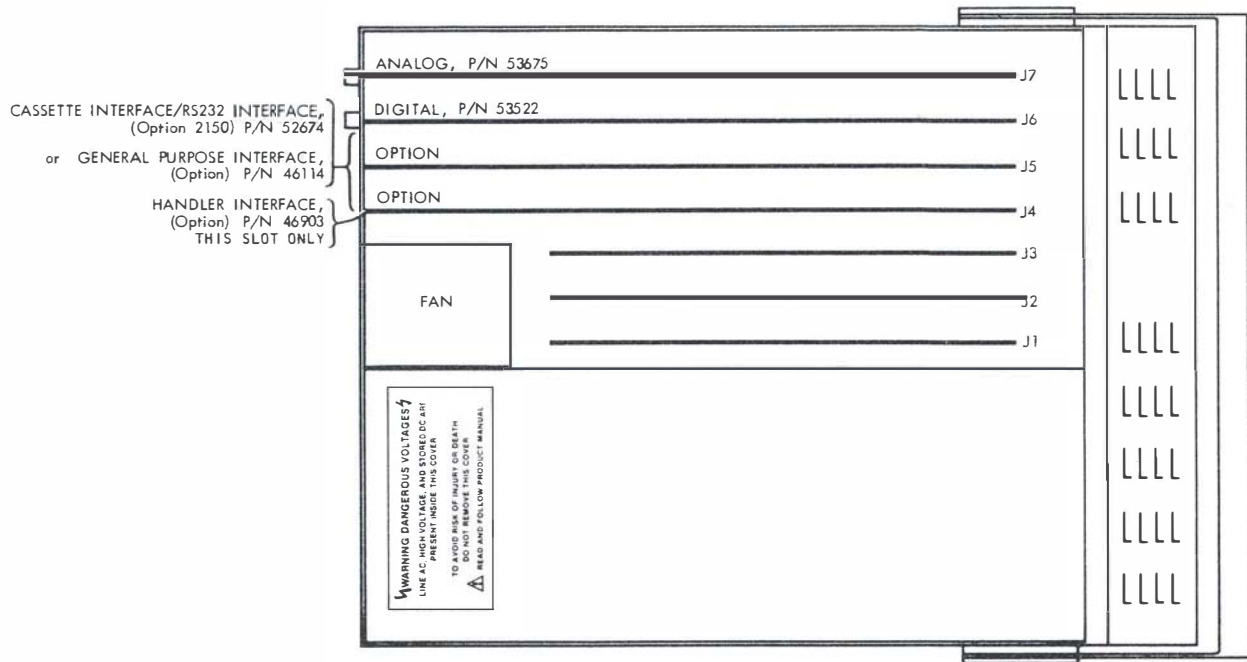 ANALOG, P/N 53675
J7
CASSETTE INTERFACE/RS232 INTERFACE,
(Option 2150) P/N 52674
DIGITAL, P/N 53522
J6
or GENERAL PURPOSE INTERFACE,
(Option) P/N 46114
OPTION
J5
HANDLER INTERFACE,
(Option) P/N 46903
THIS SLOT ONLY
OPTION
J4
J3
FAN
J2
J1
WARNING DANGEROUS VOLTAGES
LINE AC, HIGH VOLTAGE, AND STORED DC ARE
PRESENT INSIDE THIS COVER
TO AVOID RISK OF INJURY OR DEATH
DO NOT REMOVE THIS COVER
READ AND FOLLOW PRODUCT MANUAL